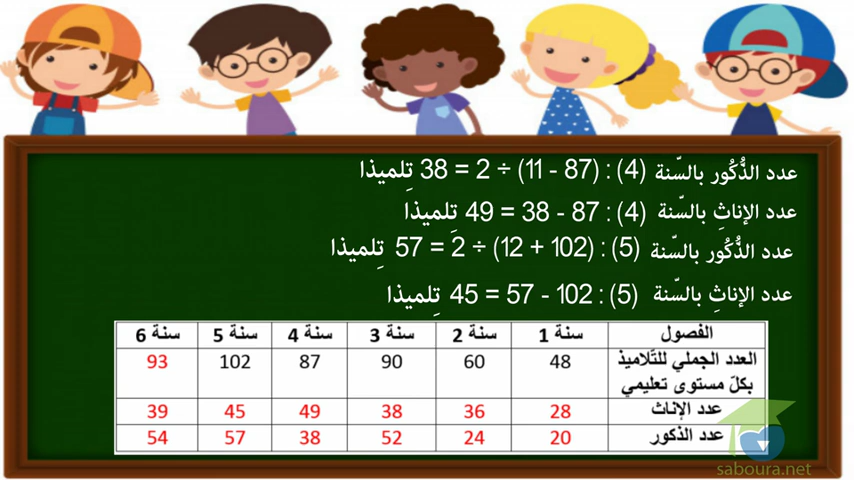 عدد الذُّكُور بالسّنة (4) : (87 - 11) ÷ 2 = 38 تِلميذا
عدد الإناثِ بالسّنة (4) : 87 - 38 = 49 تِلميذا
عدد الذُّكُور بالسّنة (5) : (102 + 12) ÷ 2 = 57 تِلميذا
عدد الإناثِ بالسّنة (5) : 102 - 57 = 45 تِلميذا
الفصول سنة 1 سنة 2 سنة 3 سنة 4 سنة 5 سنة 6
العدد الجملي للتّلاميذ بكلّ مستوى تعليمي 48 60 90 87 102 93
عدد الإناث 28 36 38 49 45 39
عدد الذكور 20 24 52 38 57 54
saboura.net